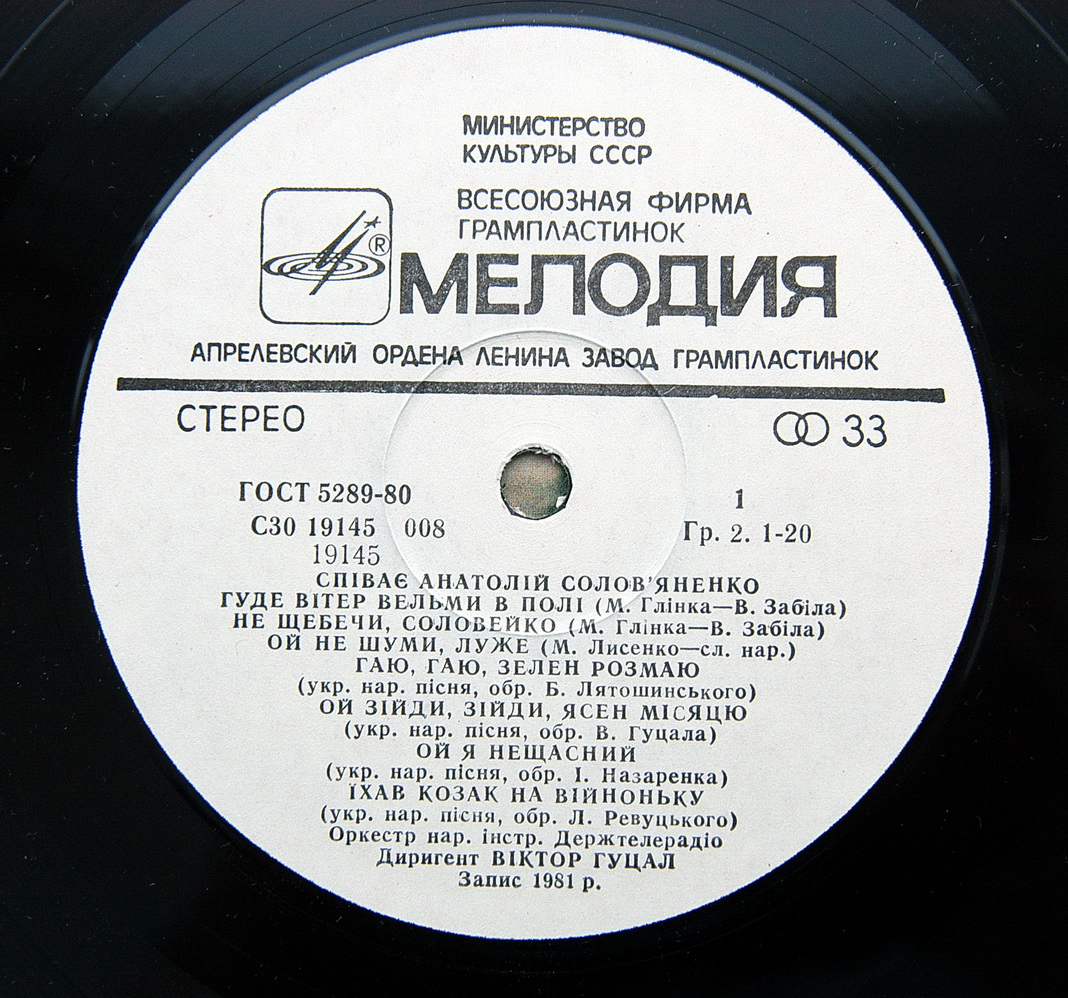 МИНИСТЕРСТВО
КУЛЬТУРЫ СССР
ВСЕСОЮЗНАЯ ФИРМА
ГРАМПЛАСТИНОК
®
МЕЛОДИЯ
АПРЕЛЕВСКИЙ ОРДЕНА ЛЕНИНА ЗАВОД ГРАМПЛАСТИНОК
СТЕРЕО
33
ГОСТ 5289-80
1
С30 19145 008
Гр. 2. 1-20
19145
СПІВАЄ АНАТОЛІЙ СОЛОВ'ЯНЕНКО
ГУДЕ ВІТЕР ВЕЛЬМИ В ПОЛІ (М. Глінка—В. Забіла)
НЕ ЩЕБЕЧИ, СОЛОВЕЙКО (М. Глінка—В. Забіла)
ОЙ НЕ ШУМИ, ЛУЖЕ (М. Лисенко—сл. нар.)
ГАЮ, ГАЮ, ЗЕЛЕН РОЗМАЮ
(укр. нар. пісня, обр. Б. Лятошинського)
ОЙ ЗІЙДИ, ЗІЙДИ, ЯСЕН МІСЯЦЮ
(укр. нар. пісня, обр. В. Гуцала)
ОЙ Я НЕЩАСНИЙ
(укр. нар. пісня, обр. І. Назаренка)
ЇХАВ КОЗАК НА ВІЙНОНЬКУ
(укр. нар. пісня, обр. Л. Ревуцького)
Оркестр нар. інстр. Держтелерадіо
Диригент ВІКТОР ГУЦАЛ
Запис 1981 р.